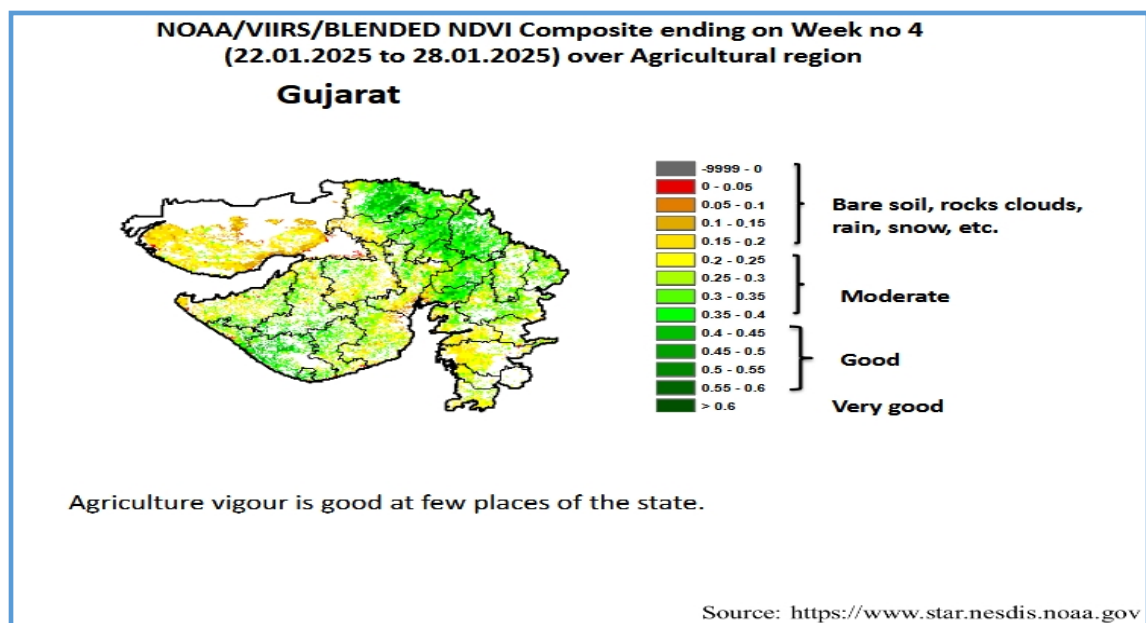 NOAA/VIIRS/BLENDED NDVI Composite ending on Week no 4
(22.01.2025 to 28.01.2025) over Agricultural region
Gujarat
-9999 - 0
0 - 0.05
0.05 - 0.1
0.1 - 0.15
0.15 - 0.2
0.2 - 0.25
0.25 - 0.3
0.3 - 0.35
0.35 - 0.4
0.4 - 0.45
0.45 - 0.5
0.5 - 0.55
0.55 - 0.6
> 0.6
Bare soil, rocks clouds,
rain, snow, etc.
Moderate
Good
Very good
Agriculture vigour is good at few places of the state.
Source: https://www.star.nesdis.noaa.gov